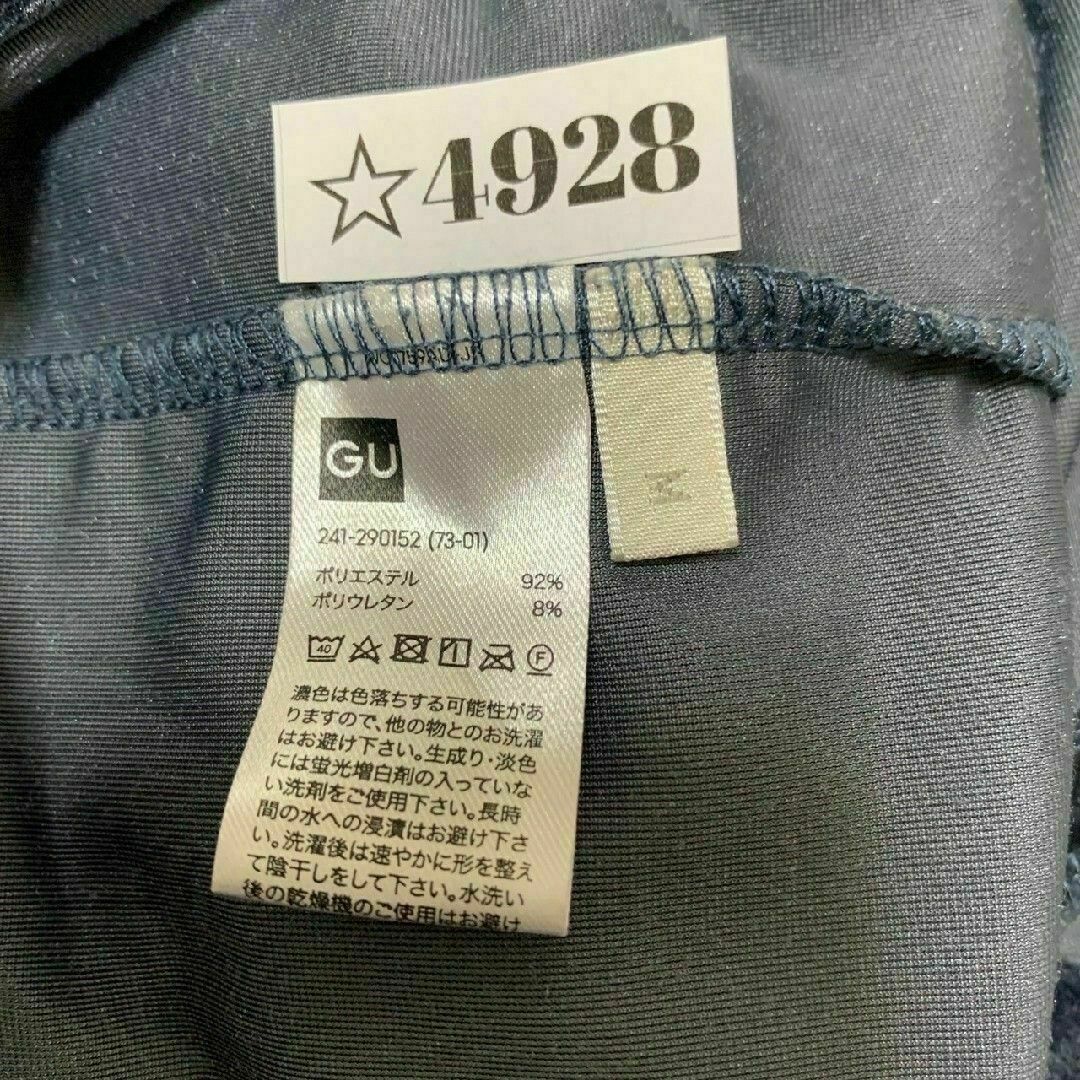 ☆4928
GU
M
241-290152 (73-01)
ポリエステル 92%
ポリウレタン 8%
40 F
濃色は色落ちする可能性があ
りますので、他の物とのお洗濯
はお避け下さい。生成り・淡色
には蛍光増白剤の入っていな
い洗剤をご使用下さい。長時
間の水への浸漬はお避け下さ
い。洗濯後は速やかに形を整え
て陰干しをして下さい。水洗い
後の乾燥機のご使用はお避け